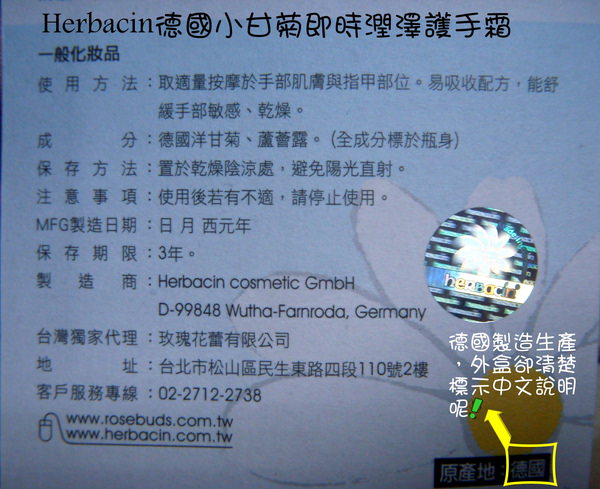 Herbacin德國小甘菊即時潤澤護手霜
一般化妝品
使用方法：取適量按摩於手部肌膚與指甲部位。易吸收配方，能舒
緩手部敏感、乾燥。
成分：德國洋甘菊、蘆薈露。(全成分標於瓶身)
保存方法：置於乾燥陰涼處，避免陽光直射。
注意事項：使用後若有不適，請停止使用。
MFG製造日期：日 月 西元年
保存期限：3年。
製造商：Herbacin cosmetic GmbH
D-99848 Wutha-Farnroda, Germany
台灣獨家代理：玫瑰花蕾有限公司
地址：台北市松山區民生東路四段110號2樓
客戶服務專線：02-2712-2738
www.rosebuds.com.tw
www.herbacin.com.tw
herbacin
德國製造生產
，外盒卻清楚
標示中文說明
呢!
原產地：德國